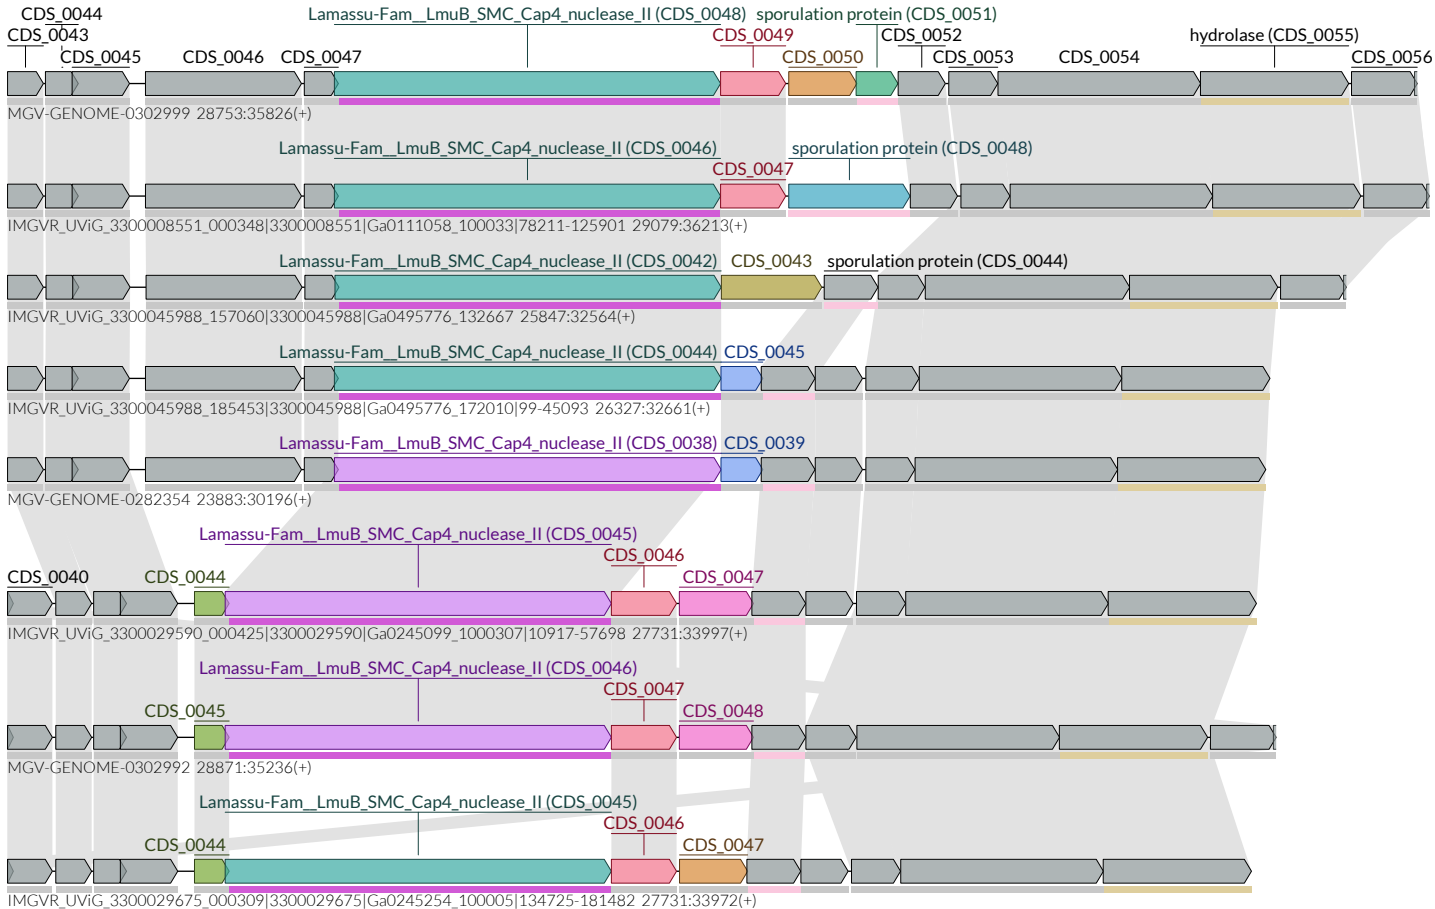 CDS_0044 Lamassu-Fam__LmuB_SMC_Cap4_nuclease_II (CDS_0048) sporulation protein (CDS_0051)
CDS_0043 CDS_0049 CDS_0052 hydrolase (CDS_0055)
CDS_0045 CDS_0046 CDS_0047 CDS_0050 CDS_0053 CDS_0054 CDS_0056
MGV-GENOME-0302999 28753:35826(+)
Lamassu-Fam__LmuB_SMC_Cap4_nuclease_II (CDS_0046) sporulation protein (CDS_0048)
CDS_0047
IMGVR_UViG_3300008551_000348|3300008551|Ga0111058_100033|78211-125901 29079:36213(+)
Lamassu-Fam__LmuB_SMC_Cap4_nuclease_II (CDS_0042) CDS_0043 sporulation protein (CDS_0044)
IMGVR_UViG_3300045988_157060|3300045988|Ga0495776_132667 25847:32564(+)
Lamassu-Fam__LmuB_SMC_Cap4_nuclease_II (CDS_0044) CDS_0045
IMGVR_UViG_3300045988_185453|3300045988|Ga0495776_172010|99-45093 26327:32661(+)
Lamassu-Fam__LmuB_SMC_Cap4_nuclease_II (CDS_0038) CDS_0039
MGV-GENOME-0282354 23883:30196(+)
Lamassu-Fam__LmuB_SMC_Cap4_nuclease_II (CDS_0045)
CDS_0046
CDS_0040 CDS_0044 CDS_0047
IMGVR_UViG_3300029590_000425|3300029590|Ga0245099_1000307|10917-57698 27731:33997(+)
Lamassu-Fam__LmuB_SMC_Cap4_nuclease_II (CDS_0046)
CDS_0047
CDS_0045 CDS_0048
MGV-GENOME-0302992 28871:35236(+)
Lamassu-Fam__LmuB_SMC_Cap4_nuclease_II (CDS_0045)
CDS_0046
CDS_0044 CDS_0047
IMGVR_UViG_3300029675_000309|3300029675|Ga0245254_100005|134725-181482 27731:33972(+)